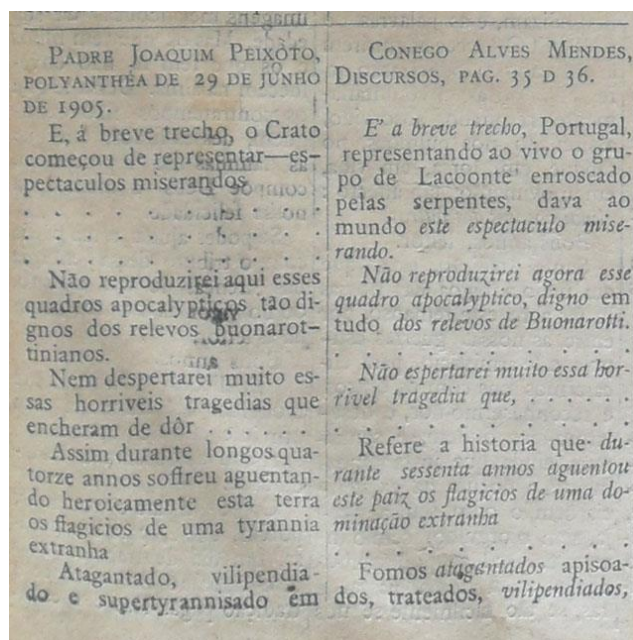 PADRE JOAQUIM PEIXÔTO,
POLYANTHÉA DE 29 DE JUNHO
DE 1905.
E, á breve trecho, o Crato
começou de representar—es-
pectaculos miserandos
. . . . . . . . . .
. . . . . . . . . .
. . . . . . . . . .
Não reproduzirei aqui esses
quadros apocalypticos tão di-
gnos dos relevos buonarot-
tinianos.
Nem despertarei muito es-
sas horriveis tragedias que
encheram de dôr . . . . . .
Assim durante longos qua-
torze annos soffreu aguentan-
do heroicamente esta terra
os flagicios de uma tyrannia
extranha
Atagantado, vilipendia-
do e supertyrannisado em
CONEGO ALVES MENDES,
DISCURSOS, PAG. 35 D 36.
E' a breve trecho, Portugal,
representando ao vivo o gru-
po de Lacoonte enroscado
pelas serpentes, dava ao
mundo este espectaculo mise-
rando.
Não reproduzirei agora esse
quadro apocalyptico, digno em
tudo dos relevos de Buonarotti.
. . . . . . . . . .
Não espertarei muito essa hor-
rivel tragedia que, . . . . . .
. . . . . . . . . .
Refere a historia que du-
rante sessenta annos aguentou
este paiz os flagicios de uma do-
minação extranha
. . . . . . . . . .
Fomos atagantados apisoa-
dos, trateados, vilipendiados,